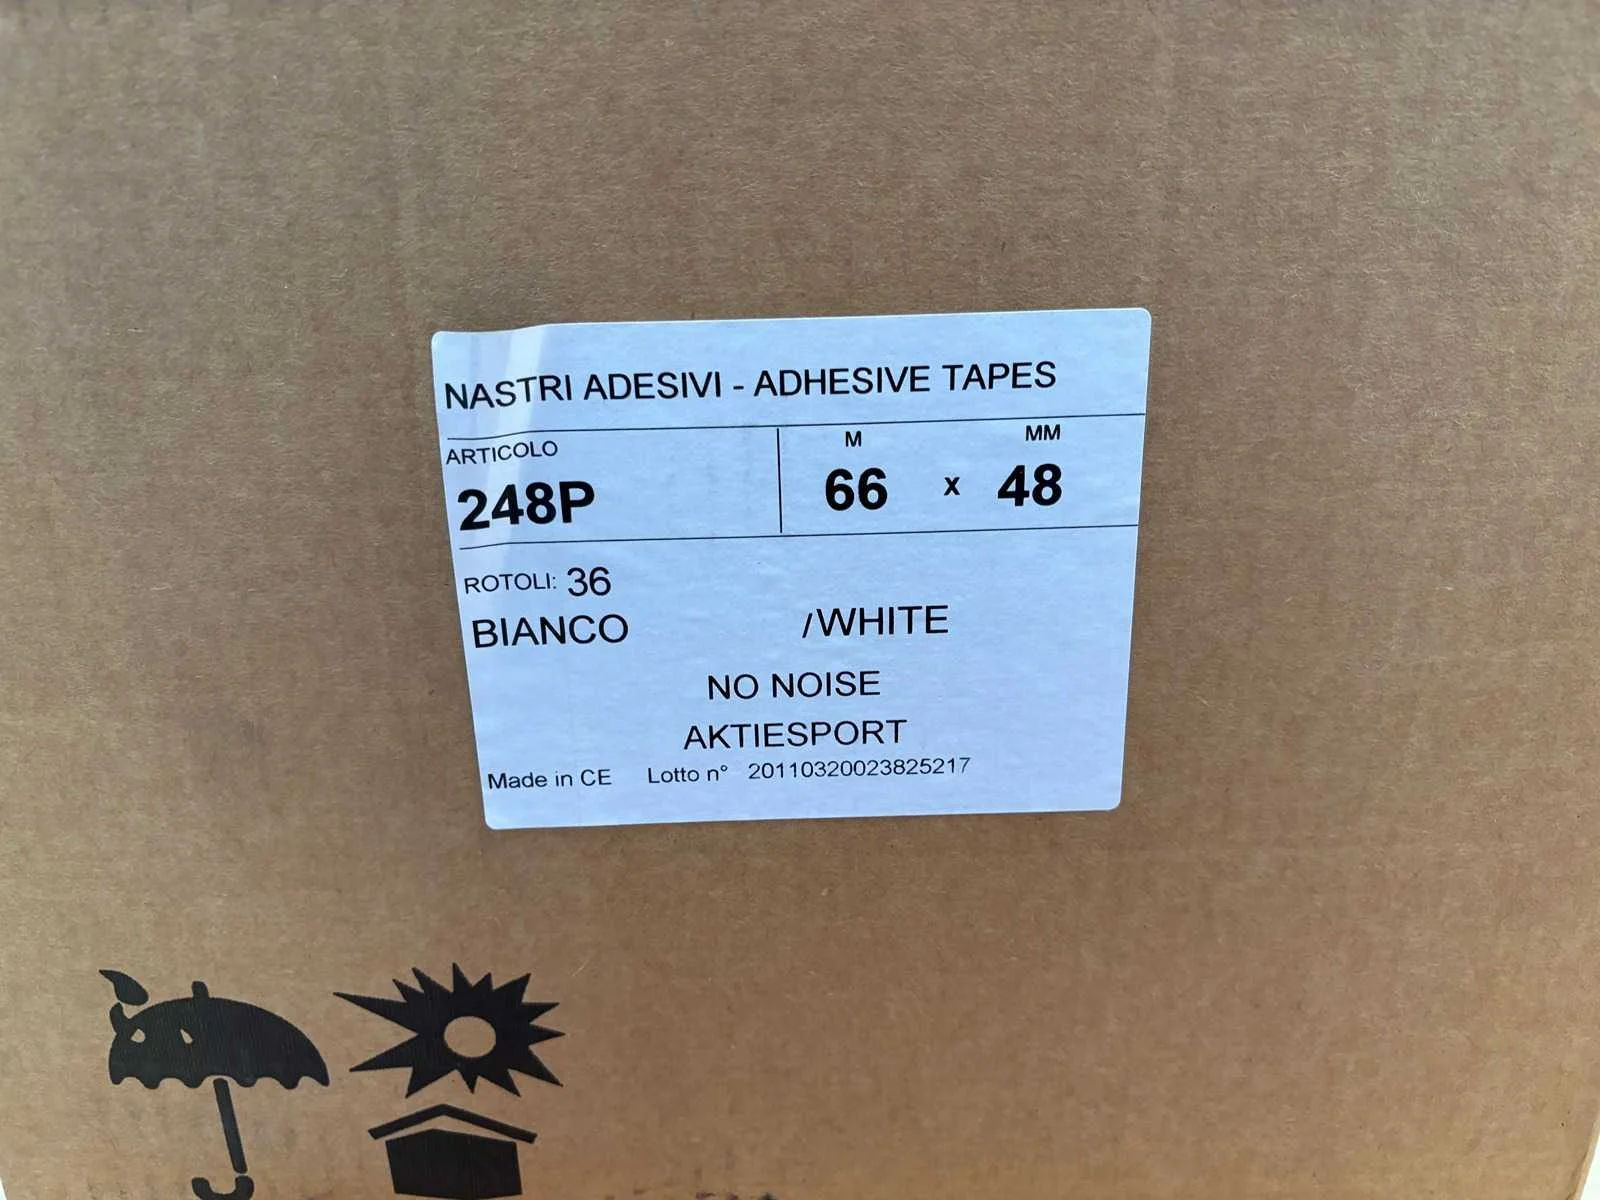 NASTRI ADESIVI - ADHESIVE TAPES
ARTICOLO M MM
248P 66 x 48
ROTOLI: 36
BIANCO /WHITE
NO NOISE
AKTIESPORT
Made in CE Lotto n° 20110320023825217